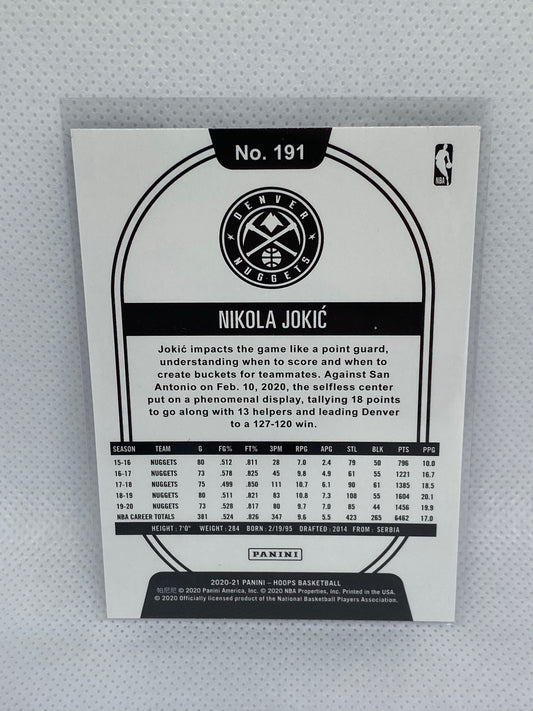 No. 191
NBA
DENVER
NUGGETS
NIKOLA JOKIĆ
Jokić impacts the game like a point guard,
understanding when to score and when to
create buckets for teammates. Against San
Antonio on Feb. 10, 2020, the selfless center
put on a phenomenal display, tallying 18 points
to go along with 13 helpers and leading Denver
to a 127-120 win.
SEASON TEAM G FG% FT% 3PM RPG APG STL BLK PTS PPG
15-16 NUGGETS 80 .512 .811 28 7.0 2.4 79 50 796 10.0
16-17 NUGGETS 73 .578 .825 45 9.8 4.9 61 55 1221 16.7
17-18 NUGGETS 75 .499 .850 111 10.7 6.1 90 61 1385 18.5
18-19 NUGGETS 80 .511 .821 83 10.8 7.3 108 55 1604 20.1
19-20 NUGGETS 73 .528 .817 80 9.7 7.0 85 44 1456 19.9
NBA CAREER TOTALS 381 .524 .826 347 9.6 5.5 423 265 6462 17.0
HEIGHT: 7'0" WEIGHT: 284 BORN: 2/19/95 DRAFTED: 2014 FROM: SERBIA
PANINI
2020-21 PANINI – HOOPS BASKETBALL
帕尼尼 © 2020 Panini America, Inc. © 2020 NBA Properties, Inc. Printed in the USA.
© 2020 Officially licensed product of the National Basketball Players Association.